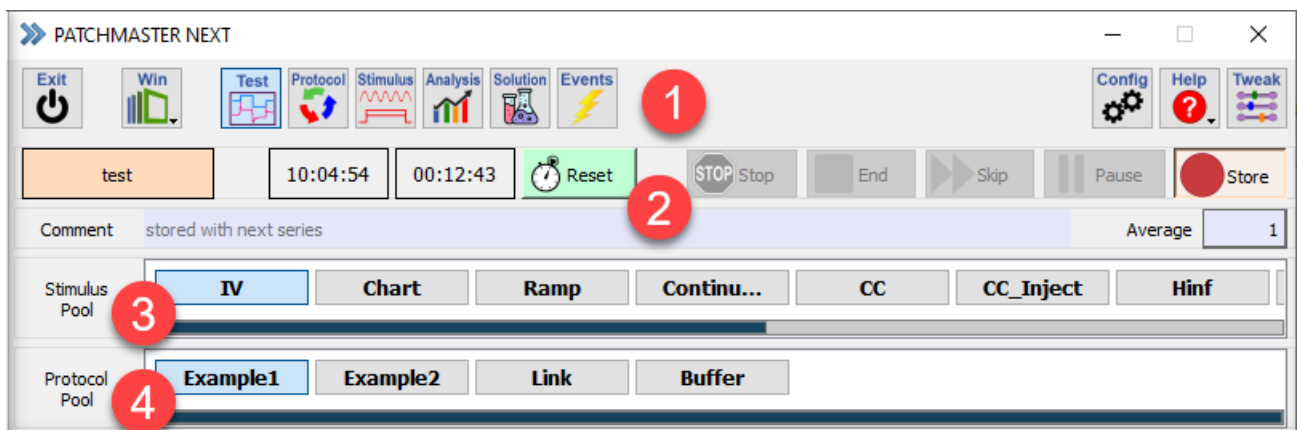 PATCHMASTER NEXT
Exit Win Test Protocol Stimulus Analysis Solution Events 1 Config Help Tweak
test 10:04:54 00:12:43 Reset STOP Stop End Skip Pause Store
2
Comment stored with next series Average 1
Stimulus Pool IV Chart Ramp Continu... CC CC_Inject Hinf
3
Protocol Pool Example1 Example2 Link Buffer
4